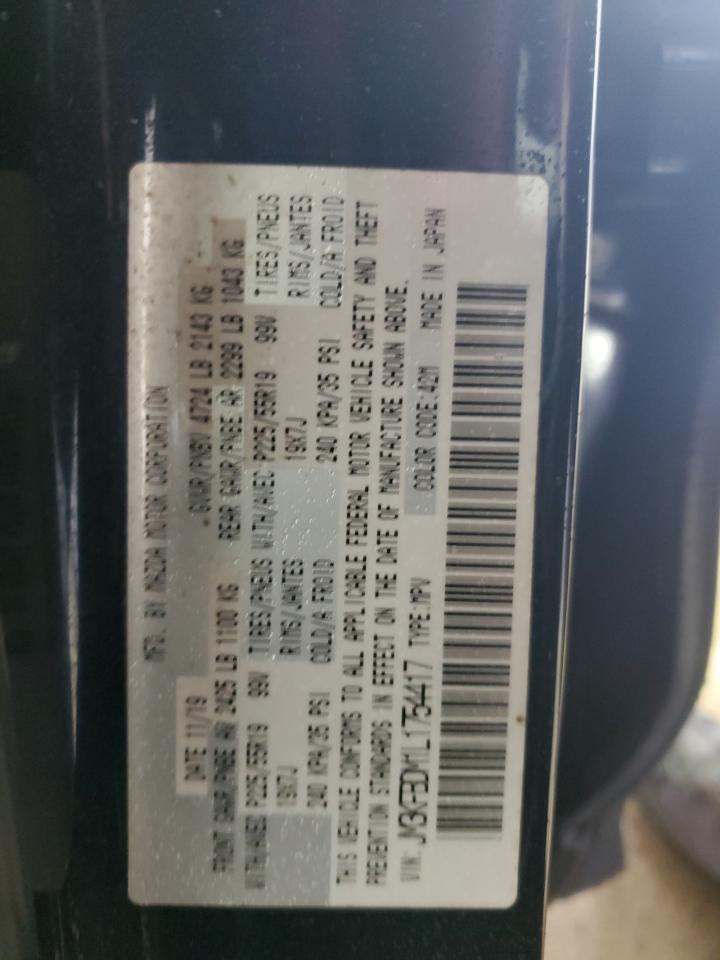 MFD. BY MAZDA MOTOR CORPORATION
DATE 11/19 GVWR/PNBV 4724 LB 2143 KG
FRONT GAWR/PNBE AV 2425 LB 1100 KG REAR GAWR/PNBE AR 2299 LB 1043 KG
WITH/AVEC P225/55R19 99V TIRES/PNEUS WITH/AVEC P225/55R19 99V TIRES/PNEUS
19X7J RIMS/JANTES 19X7J RIMS/JANTES
240 KPA/35 PSI COLD/A FROID 240 KPA/35 PSI COLD/A FROID
THIS VEHICLE CONFORMS TO ALL APPLICABLE FEDERAL MOTOR VEHICLE SAFETY AND THEFT
PREVENTION STANDARDS IN EFFECT ON THE DATE OF MANUFACTURE SHOWN ABOVE.
VIN:JM3KFBDM1L1754417 TYPE:MPV COLOR CODE:42M MADE IN JAPAN